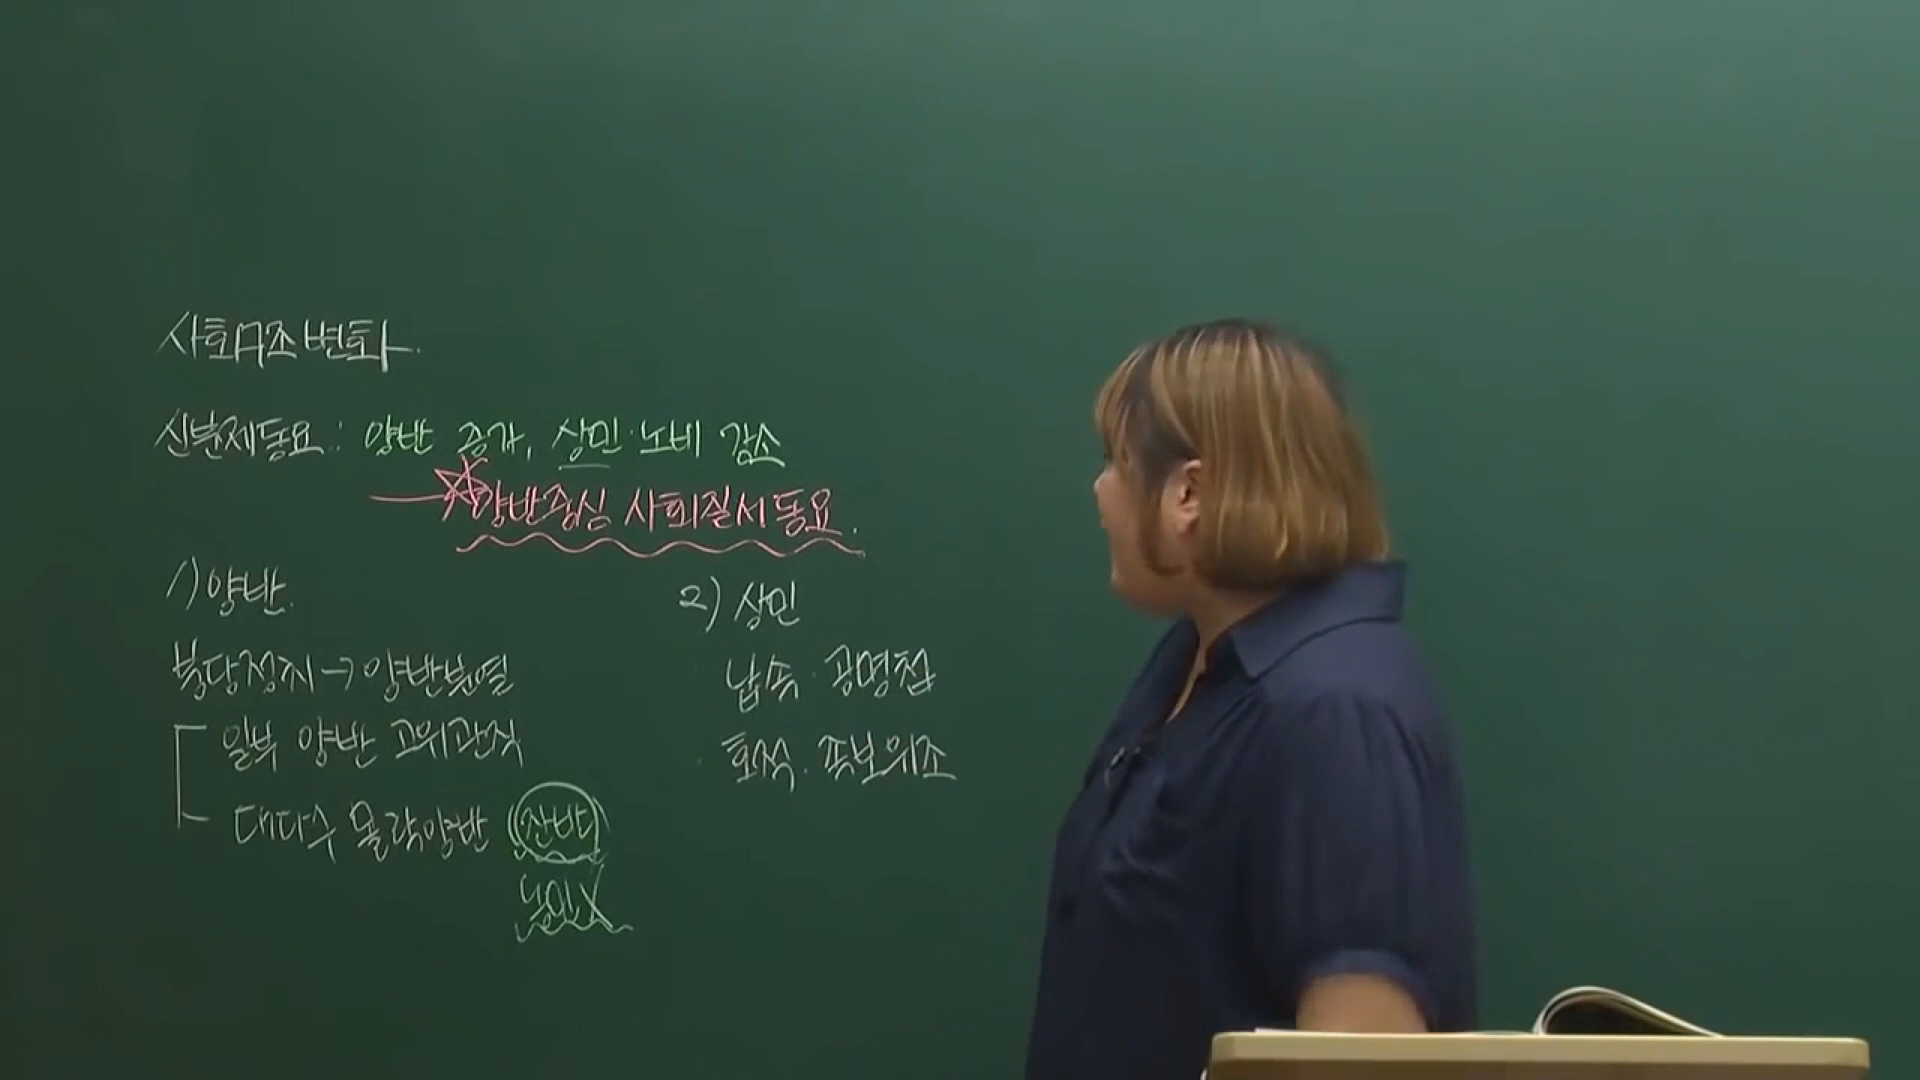 사회구조변화.
신분제동요 : 양반 증가, 상민·노비 감소
→ ☆양반중심 사회질서동요.
1) 양반.
붕당정치→양반분열
일부 양반 고위관직
대다수 몰락양반 (잔반)
농민X
2) 상민
납속·공명첩
호적·족보위조